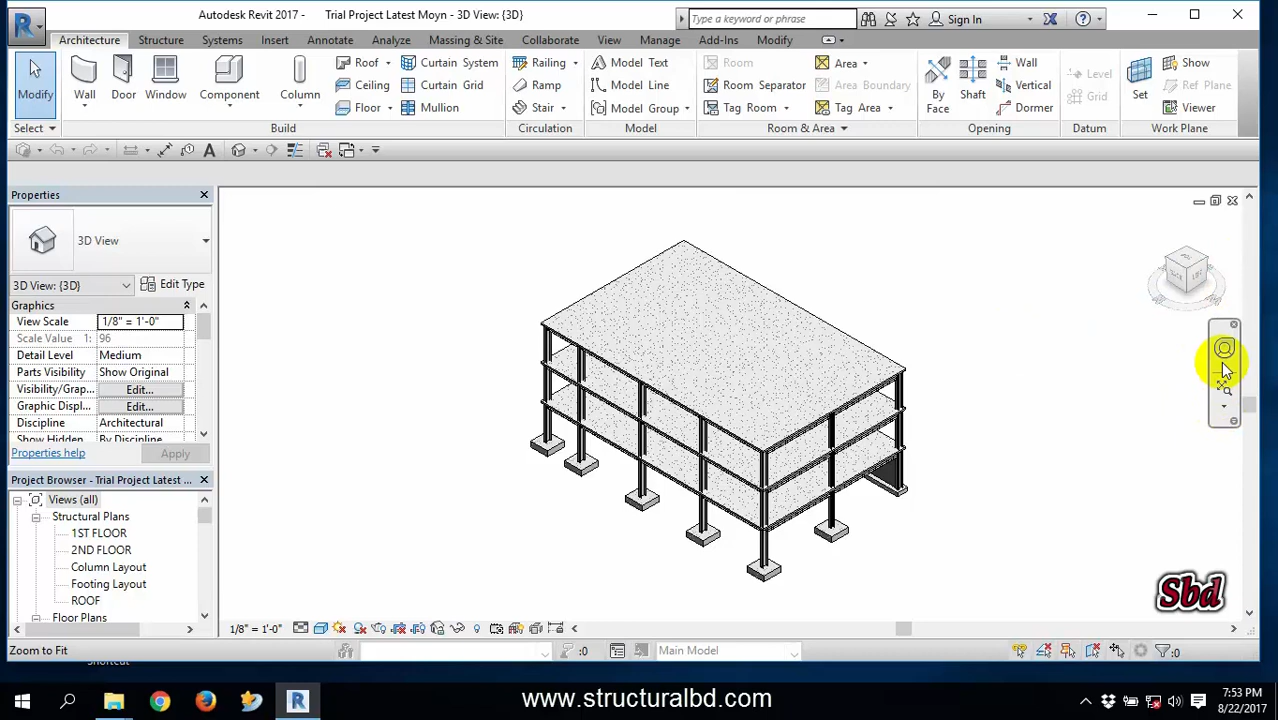 Autodesk Revit 2017 - Trial Project Latest Moyn - 3D View: {3D}
Type a keyword or phrase
Sign In
Architecture Structure Systems Insert Annotate Analyze Massing & Site Collaborate View Manage Add-Ins Modify
Modify Wall Door Window Component Column
Roof Curtain System Railing Model Text Room Area Wall Level Show
Ceiling Curtain Grid Ramp Model Line Room Separator Area Boundary By Face Shaft Vertical Grid Set Ref Plane
Floor Mullion Stair Model Group Tag Room Tag Area Dormer Viewer
Select Build Circulation Model Room & Area Opening Datum Work Plane
Properties
3D View
3D View: {3D} Edit Type
Graphics
View Scale 1/8" = 1'-0"
Scale Value 1: 96
Detail Level Medium
Parts Visibility Show Original
Visibility/Grap... Edit...
Graphic Displ... Edit...
Discipline Architectural
Show Hidden By Discipline
Properties help Apply
Project Browser - Trial Project Latest ...
Views (all)
Structural Plans
1ST FLOOR
2ND FLOOR
Column Layout
Footing Layout
ROOF
Floor Plans
Sbd
1/8" = 1'-0"
Zoom to Fit :0 Main Model :0
Shortcut
www.structuralbd.com
7:53 PM
8/22/2017